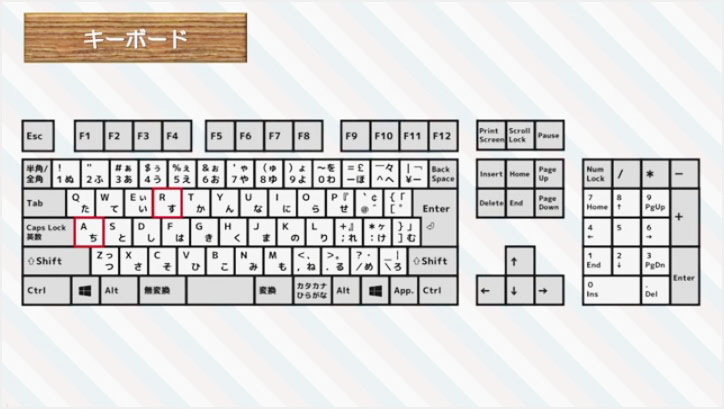 キーボード
Esc F1 F2 F3 F4 F5 F6 F7 F8 F9 F10 F11 F12 Print Screen Scroll Lock Pause
半角/全角 ! 1ぬ " 2ふ #ぁ 3あ $ぅ 4う %ぇ 5え &ぉ 6お 'ゃ 7や (ゅ 8ゆ )ょ 9よ ~を 0わ =£ -ほ ¯々 ^へ |¬ ¥ー Back Space Insert Home Page Up Num Lock / * -
Tab Q た W て Eぃ い R す T か Y ん U な I に O ら P『 せ `¢ @゛ {「 [゜ Enter Delete End Page Down 7 Home 8 ↑ 9 PgUp +
Caps Lock 英数 A ち S と D し F は G き H く J ま K の L り + ;れ *ヶ :け }」 ]む 4 ← 5 6 →
⇧Shift Zっ つ X さ C そ V ひ B こ N み M も <、 ,ね >。 .る ?・ /め _ \ろ ⇧Shift ↑ 1 End 2 ↓ 3 PgDn Enter
Ctrl Alt 無変換 変換 カタカナ ひらがな Alt App. Ctrl ← ↓ → 0 Ins . Del